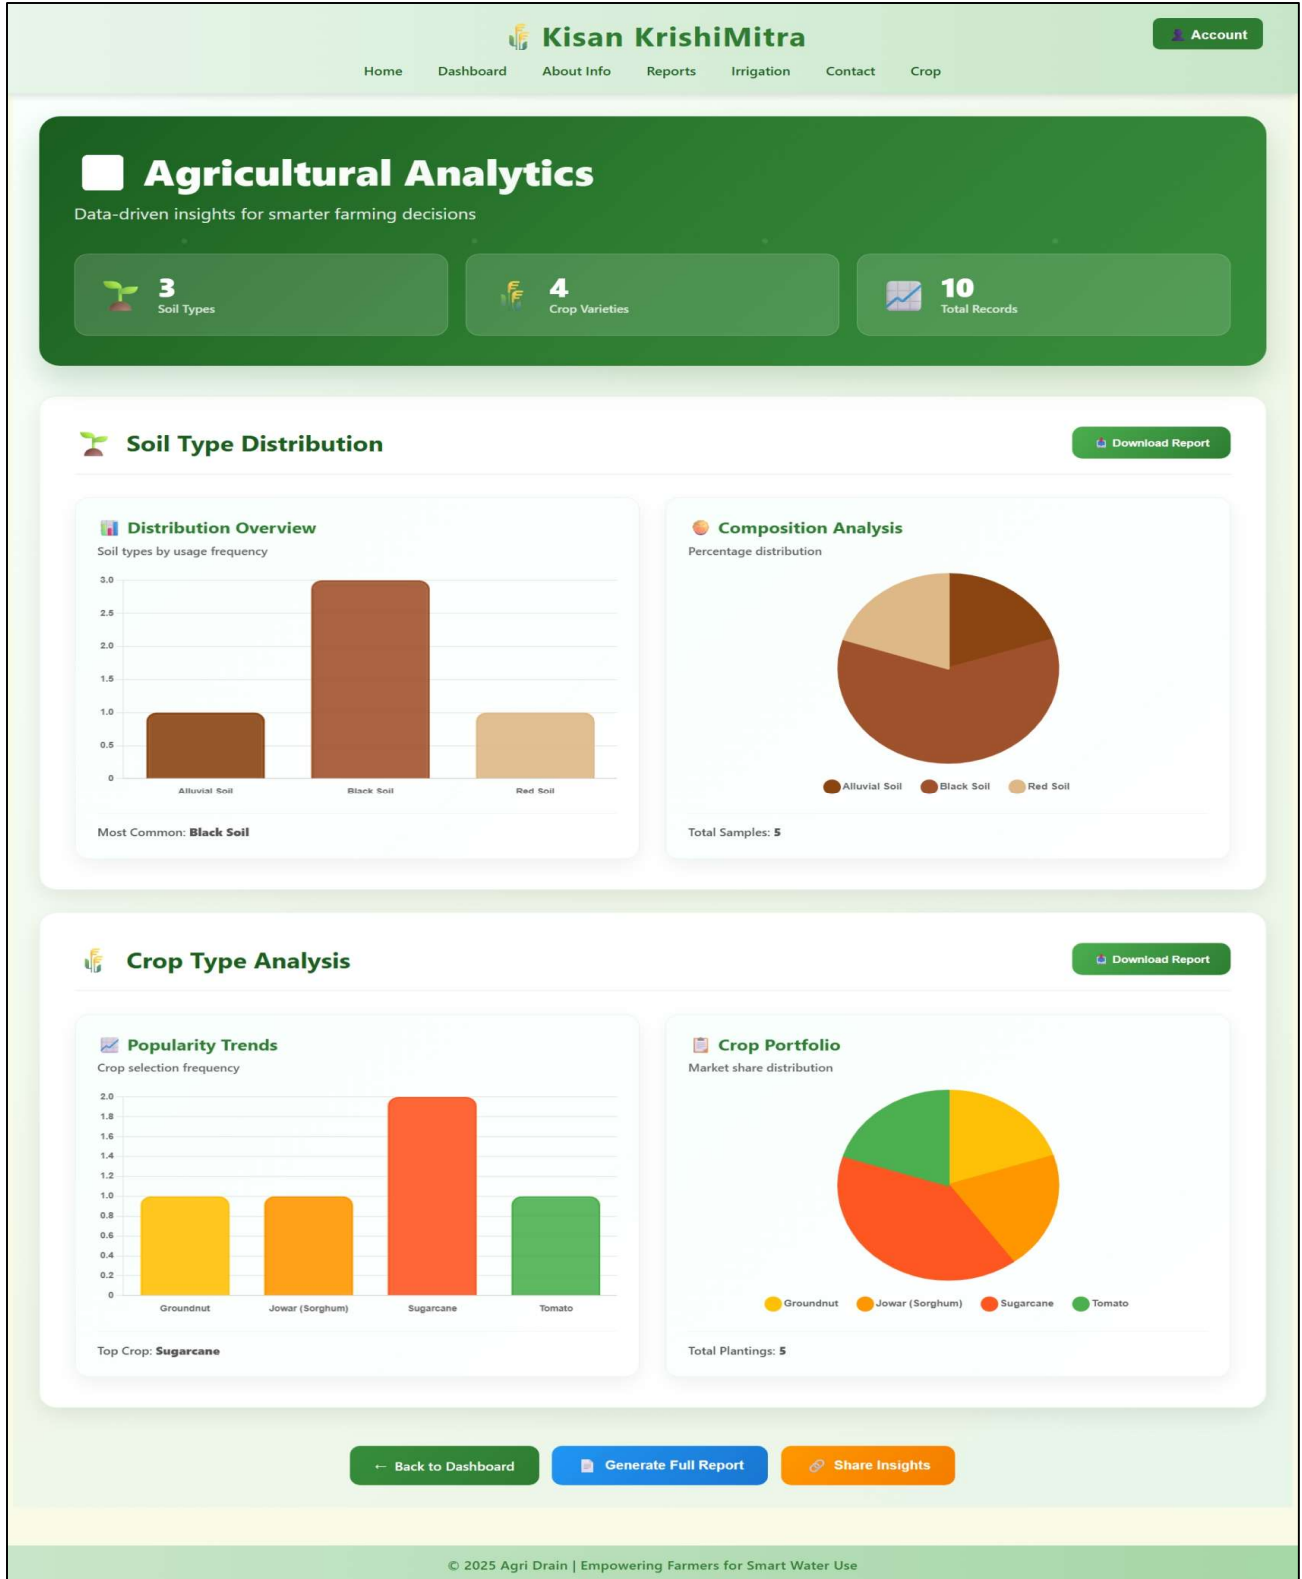 Kisan KrishiMitra
Account
Home Dashboard About Info Reports Irrigation Contact Crop
Agricultural Analytics
Data-driven insights for smarter farming decisions
3
Soil Types
4
Crop Varieties
10
Total Records
Soil Type Distribution
Download Report
Distribution Overview
Soil types by usage frequency
3.0
2.5
2.0
1.5
1.0
0.5
0
Alluvial Soil Black Soil Red Soil
Most Common: Black Soil
Composition Analysis
Percentage distribution
Alluvial Soil Black Soil Red Soil
Total Samples: 5
Crop Type Analysis
Download Report
Popularity Trends
Crop selection frequency
2.0
1.8
1.6
1.4
1.2
1.0
0.8
0.6
0.4
0.2
0
Groundnut Jowar (Sorghum) Sugarcane Tomato
Top Crop: Sugarcane
Crop Portfolio
Market share distribution
Groundnut Jowar (Sorghum) Sugarcane Tomato
Total Plantings: 5
← Back to Dashboard
Generate Full Report
Share Insights
© 2025 Agri Drain | Empowering Farmers for Smart Water Use